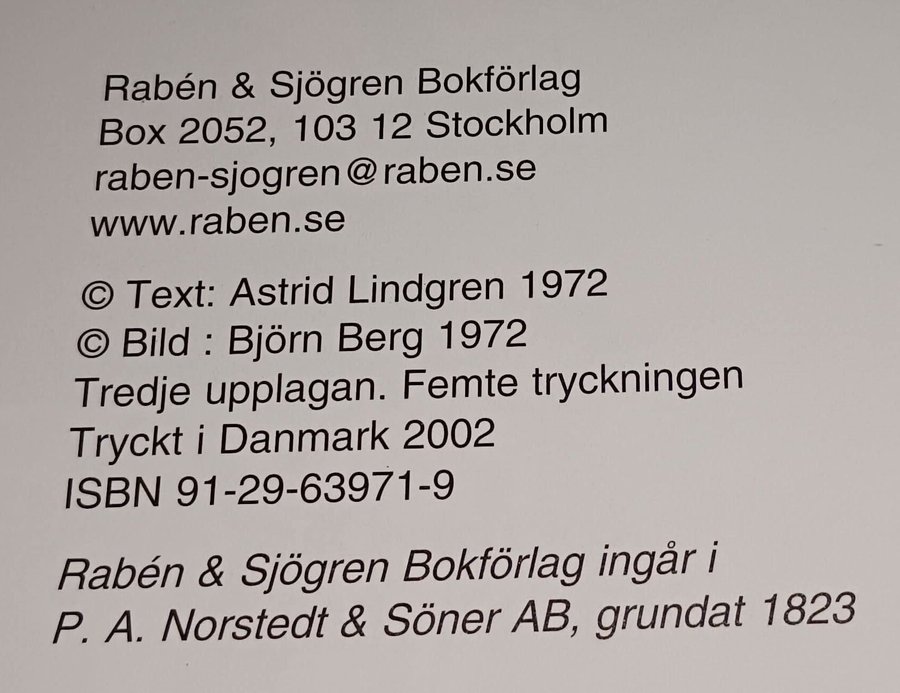 Rabén & Sjögren Bokförlag
Box 2052, 103 12 Stockholm
raben-sjogren@raben.se
www.raben.se
© Text: Astrid Lindgren 1972
© Bild : Björn Berg 1972
Tredje upplagan. Femte tryckningen
Tryckt i Danmark 2002
ISBN 91-29-63971-9
Rabén & Sjögren Bokförlag ingår i
P. A. Norstedt & Söner AB, grundat 1823